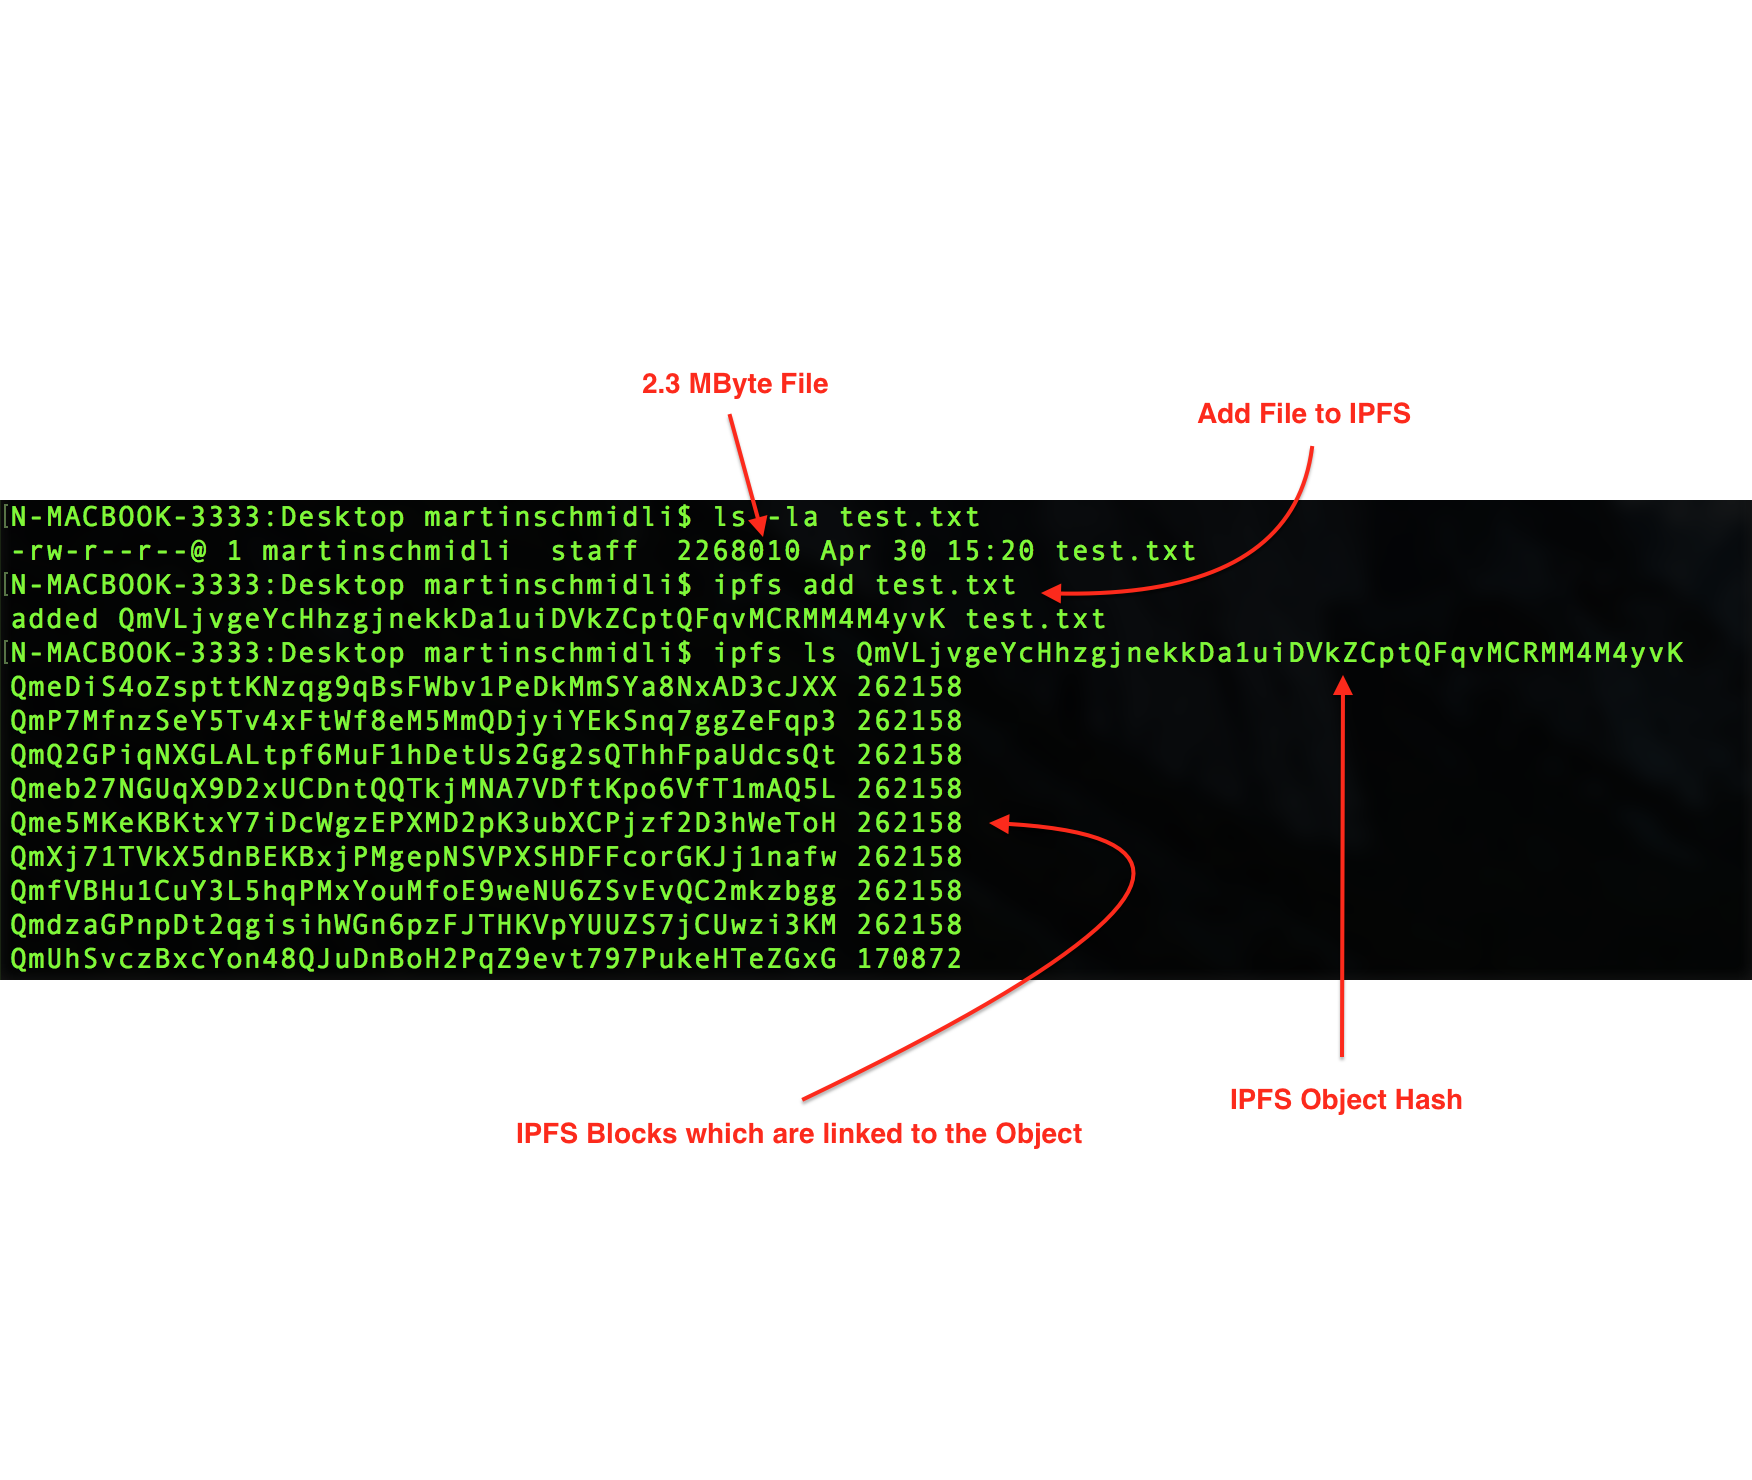 2.3 MByte File
Add File to IPFS
[N-MACBOOK-3333:Desktop martinschmidli$ ls -la test.txt
-rw-r--r--@ 1 martinschmidli  staff  2268010 Apr 30 15:20 test.txt
[N-MACBOOK-3333:Desktop martinschmidli$ ipfs add test.txt
added QmVLjvgeYcHhzgjnekkDa1uiDVkZCptQFqvMCRMM4M4yvK test.txt
[N-MACBOOK-3333:Desktop martinschmidli$ ipfs ls QmVLjvgeYcHhzgjnekkDa1uiDVkZCptQFqvMCRMM4M4yvK
QmeDiS4oZspttKNzqg9qBsFWbv1PeDkMmSYa8NxAD3cJXX 262158
QmP7MfnzSeY5Tv4xFtWf8eM5MmQDjyiYEkSnq7ggZeFqp3 262158
QmQ2GPiqNXGLALtpf6MuF1hDetUs2Gg2sQThhFpaUdcsQt 262158
Qmeb27NGUqX9D2xUCDntQQTkjMNA7VDftKpo6VfT1mAQ5L 262158
Qme5MKeKBKtxY7iDcWgzEPXMD2pK3ubXCPjzf2D3hWeToH 262158
QmXj71TVkX5dnBEKBxjPMgepNSVPXSHDFFcorGKJj1nafw 262158
QmfVBHu1CuY3L5hqPMxYouMfoE9weNU6ZSvEvQC2mkzbgg 262158
QmdzaGPnpDt2qgisihWGn6pzFJTHKVpYUUZS7jCUwzi3KM 262158
QmUhSvczBxcYon48QJuDnBoH2PqZ9evt797PukeHTeZGxG 170872
IPFS Object Hash
IPFS Blocks which are linked to the Object